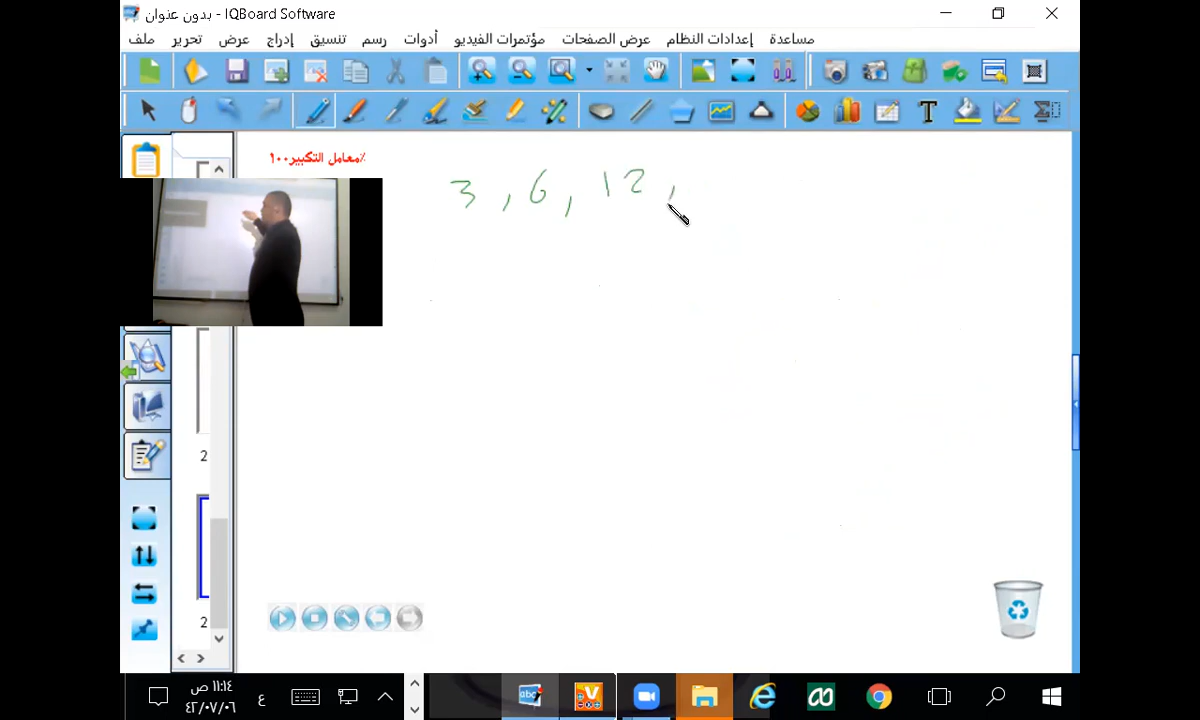 بدون عنوان - IQBoard Software
ملف تحرير عرض إدراج تنسيق رسم أدوات مؤتمرات الفيديو عرض الصفحات إعدادات النظام مساعدة
معامل التكبير١٠٠٪
3 , 6 , 12 ,
2
2
١١:١٤ ص
ع
٤٢/٠٧/٠٦